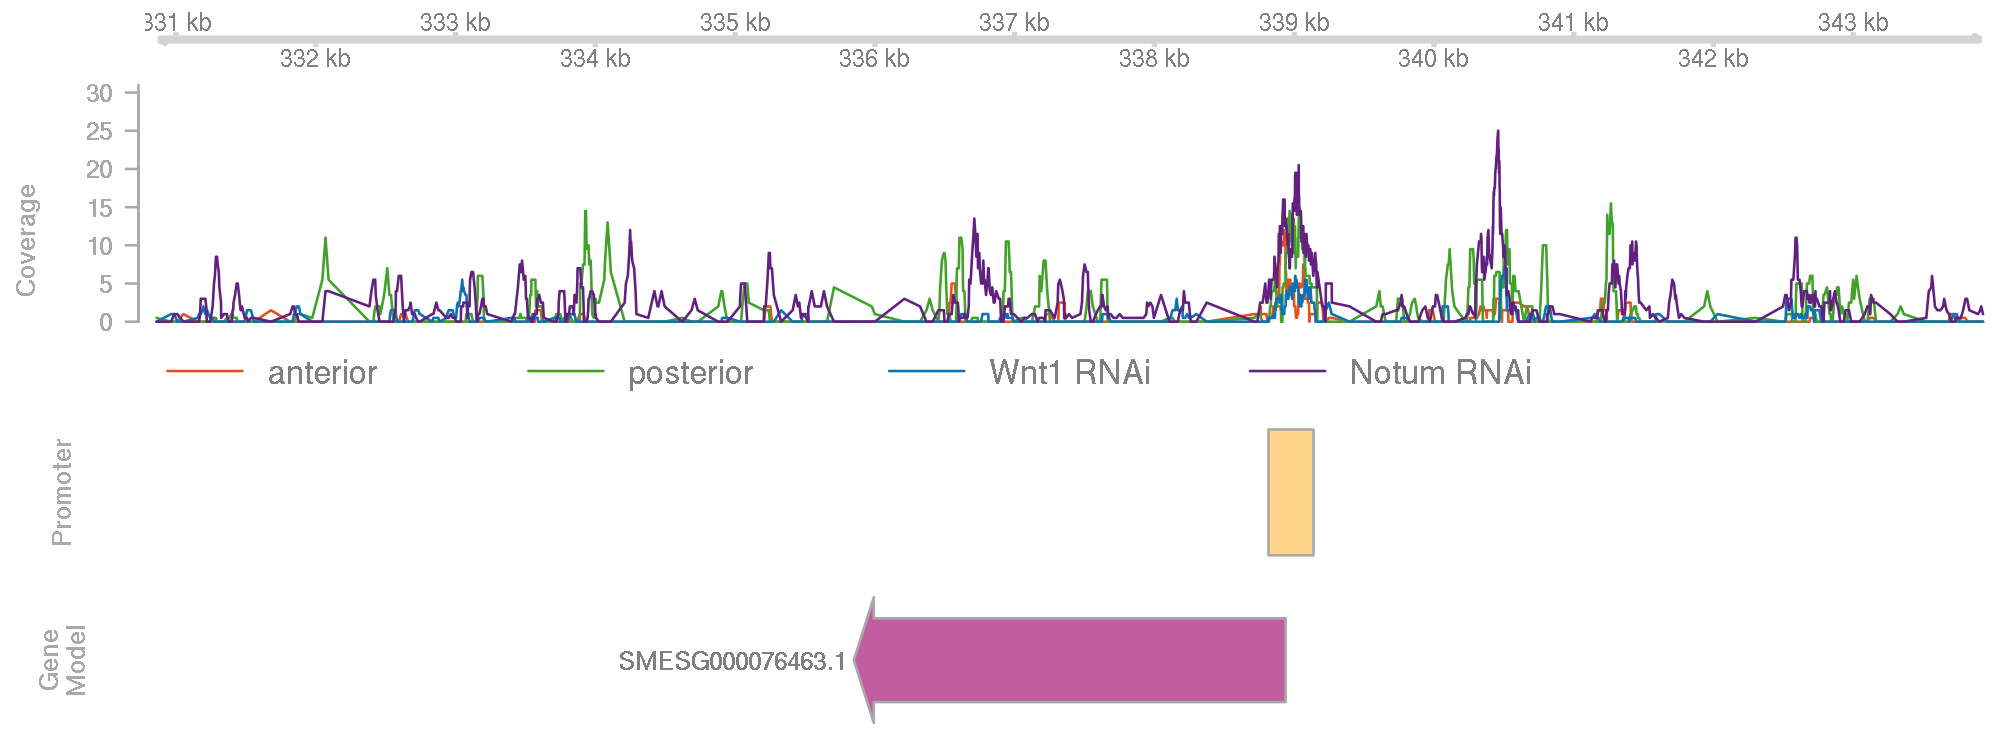 331 kb 333 kb 335 kb 337 kb 339 kb 341 kb 343 kb
332 kb 334 kb 336 kb 338 kb 340 kb 342 kb
Coverage
30
25
20
15
10
5
0
anterior posterior Wnt1 RNAi Notum RNAi
Promoter
Gene
Model
SMESG000076463.1